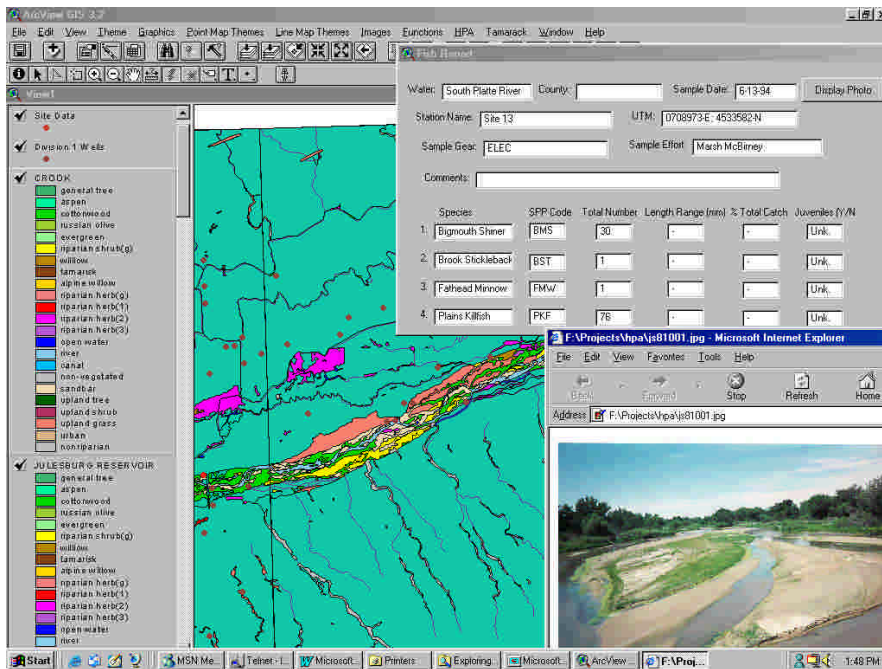 ArcView GIS 3.2
File Edit View Theme Graphics Point Map Themes Line Map Themes Images Functions HPA Tamarack Window Help
View1
Site Data
Division 1 Wells
CROOK
general tree
aspen
cottonwood
russian olive
evergreen
riparian shrub(g)
willow
tamarisk
alpine willow
riparian herb(g)
riparian herb(1)
riparian herb(2)
riparian herb(3)
open water
river
canal
non-vegetated
sandbar
upland tree
upland shrub
upland grass
urban
nonriparian
JULESBURG RESERVOIR
general tree
aspen
cottonwood
russian olive
evergreen
riparian shrub(g)
willow
tamarisk
alpine willow
riparian herb(g)
riparian herb(1)
riparian herb(2)
riparian herb(3)
open water
river
Fish Report
Water: South Platte River County: Sample Date: 6-13-94 Display Photo
Station Name: Site 13 UTM: 0708973-E; 4533582-N
Sample Gear: ELEC Sample Effort Marsh McBirney
Comments:
Species SPP Code Total Number Length Range (mm) % Total Catch Juveniles (Y/N
1. Bigmouth Shiner BMS 30 - - Unk.
2. Brook Stickleback BST 1 - - Unk.
3. Fathead Minnow FMW 1 - - Unk.
4. Plains Killfish PKF 76 - - Unk.
F:\Projects\hpa\js81001.jpg - Microsoft Internet Explorer
File Edit View Favorites Tools Help
Back Forward Stop Refresh Home
Address F:\Projects\hpa\js81001.jpg
Start MSN Me... Telnet - I... Microsoft... Printers Exploring... Microsoft... ArcView ... F:\Proj... 1:48 PM